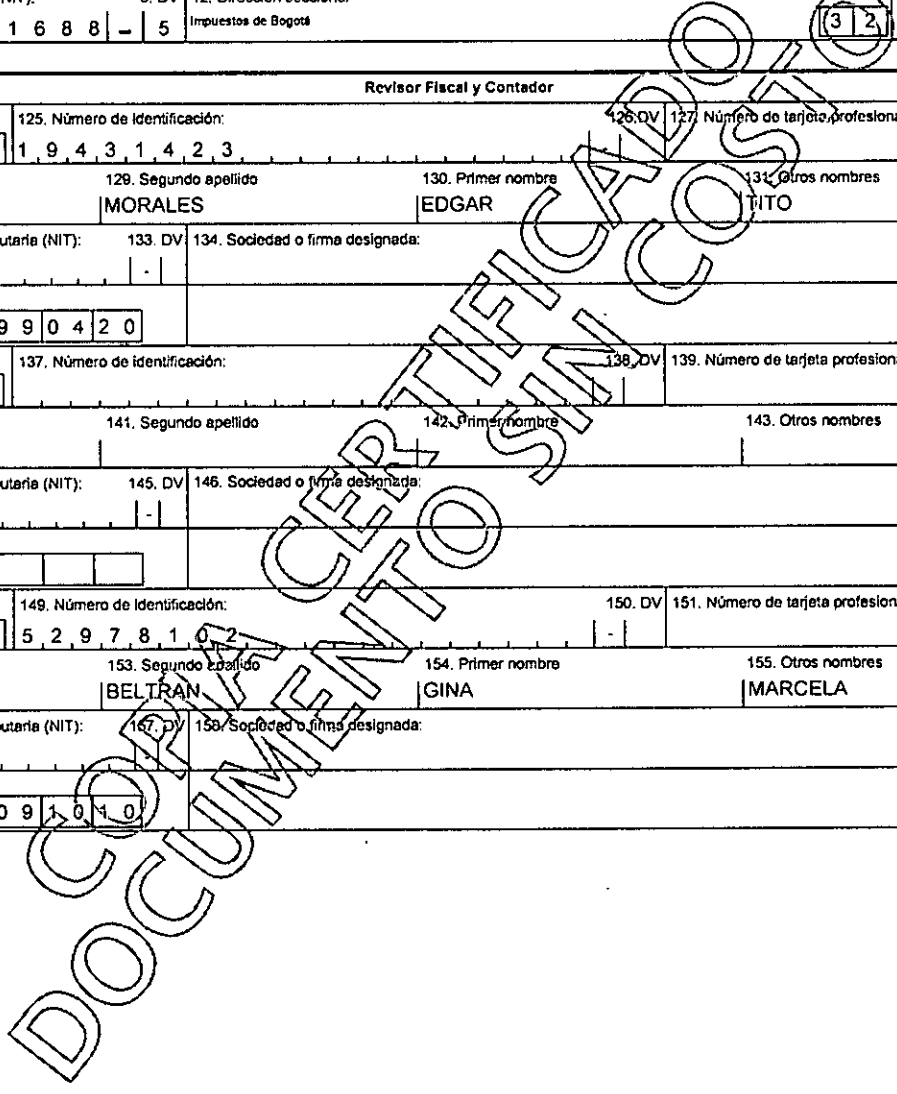 1 6 8 8 - 5 Impuestos de Bogotá 3 2
Revisor Fiscal y Contador
125. Número de identificación: 126. DV 127. Número de tarjeta
1 9 4 3 1 4 2 3 -
129. Segundo apellido 130. Primer nombre 131. Otros nombres
MORALES EDGAR TITO
(NIT): 133. DV 134. Sociedad o firma designada:
-
9 9 0 4 2 0
137. Número de identificación: 138. DV 139. Número de tarjeta
141. Segundo apellido 142. Primer nombre 143. Otros nombres
(NIT): 145. DV 146. Sociedad o firma designada:
-
149. Número de identificación: 150. DV 151. Número de tarjeta
5 2 9 7 8 1 0 2 -
153. Segundo apellido 154. Primer nombre 155. Otros nombres
BELTRAN GINA MARCELA
(NIT): 157. DV 158. Sociedad o firma designada:
-
0 9 1 0 1 0
COPIA CERTIFICADO
DOCUMENTO SIN COSTO